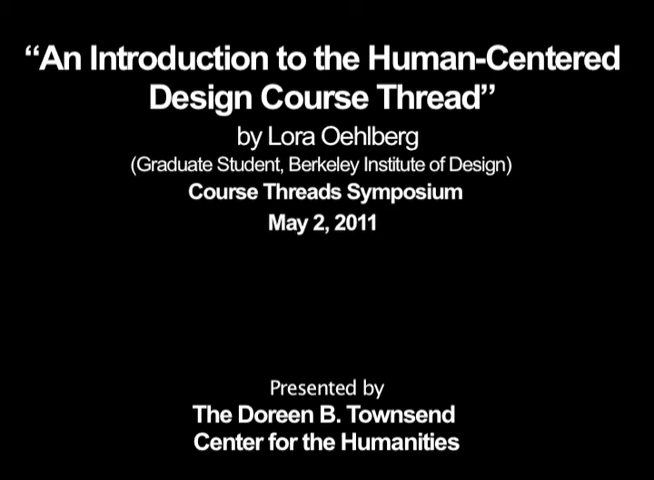 “An Introduction to the Human-Centered
Design Course Thread”
by Lora Oehlberg
(Graduate Student, Berkeley Institute of Design)
Course Threads Symposium
May 2, 2011
Presented by
The Doreen B. Townsend
Center for the Humanities